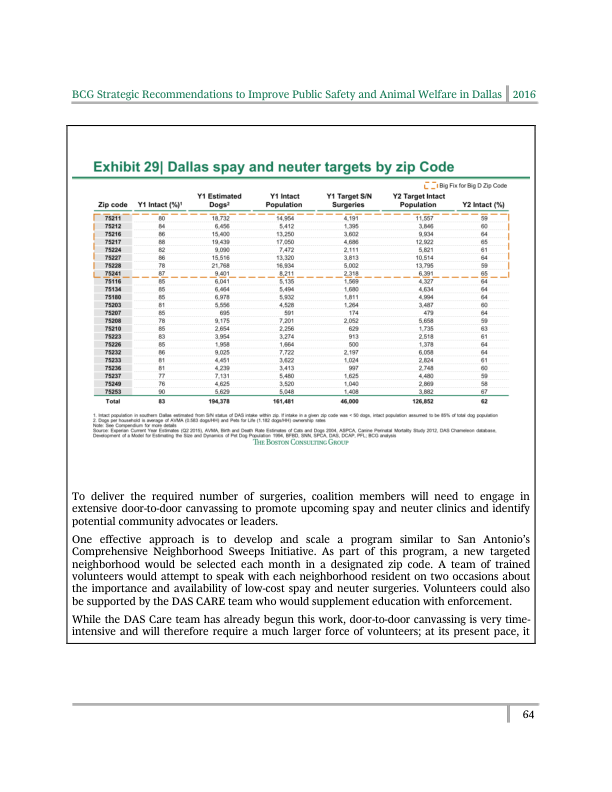 BCG Strategic Recommendations to Improve Public Safety and Animal Welfare in Dallas 2016
Exhibit 29| Dallas spay and neuter targets by zip Code
Big Fix for Big D Zip Code
Zip code Y1 Intact (%)¹ Y1 Estimated Dogs² Y1 Intact Population Y1 Target S/N Surgeries Y2 Target Intact Population Y2 Intact (%)
75211 80 18,732 14,954 4,191 11,557 59
75212 84 6,456 5,412 1,395 3,846 60
75216 86 15,400 13,250 3,602 9,934 64
75217 88 19,439 17,050 4,686 12,922 65
75224 82 9,090 7,472 2,111 5,821 61
75227 86 15,516 13,320 3,813 10,514 64
75228 78 21,768 16,934 5,002 13,795 59
75241 87 9,401 8,211 2,318 6,391 65
75116 85 6,041 5,135 1,569 4,327 64
75134 85 6,464 5,494 1,680 4,634 64
75180 85 6,978 5,932 1,811 4,994 64
75203 81 5,556 4,528 1,264 3,487 60
75207 85 695 591 174 479 64
75208 78 9,175 7,201 2,052 5,658 59
75210 85 2,654 2,256 629 1,735 63
75223 83 3,954 3,274 913 2,518 61
75226 85 1,958 1,664 500 1,378 64
75232 86 9,025 7,722 2,197 6,058 64
75233 81 4,451 3,622 1,024 2,824 61
75236 81 4,239 3,413 997 2,748 60
75237 77 7,131 5,480 1,625 4,480 59
75249 76 4,625 3,520 1,040 2,869 58
75253 90 5,629 5,048 1,408 3,882 67
Total 83 194,378 161,481 46,000 126,852 62
1. Intact population in southern Dallas estimated from S/N status of DAS intake within zip. If intake in a given zip code was < 50 dogs, intact population assumed to be 85% of total dog population
2. Dogs per household is average of AVMA (0.583 dogs/HH) and Pets for Life (1.182 dogs/HH) ownership rates
Note: See Compendium for more details
Source: Experian Current Year Estimates (Q2 2015), AVMA, Birth and Death Rate Estimates of Cats and Dogs 2004, ASPCA, Canine Perinatal Mortality Study 2012, DAS Chameleon database,
Development of a Model for Estimating the Size and Dynamics of Pet Dog Population 1994, BFBD, SNN, SPCA, DAS, DCAP, PFL, BCG analysis
THE BOSTON CONSULTING GROUP
To deliver the required number of surgeries, coalition members will need to engage in
extensive door-to-door canvassing to promote upcoming spay and neuter clinics and identify
potential community advocates or leaders.
One effective approach is to develop and scale a program similar to San Antonio's
Comprehensive Neighborhood Sweeps Initiative. As part of this program, a new targeted
neighborhood would be selected each month in a designated zip code. A team of trained
volunteers would attempt to speak with each neighborhood resident on two occasions about
the importance and availability of low-cost spay and neuter surgeries. Volunteers could also
be supported by the DAS CARE team who would supplement education with enforcement.
While the DAS Care team has already begun this work, door-to-door canvassing is very time-
intensive and will therefore require a much larger force of volunteers; at its present pace, it
64